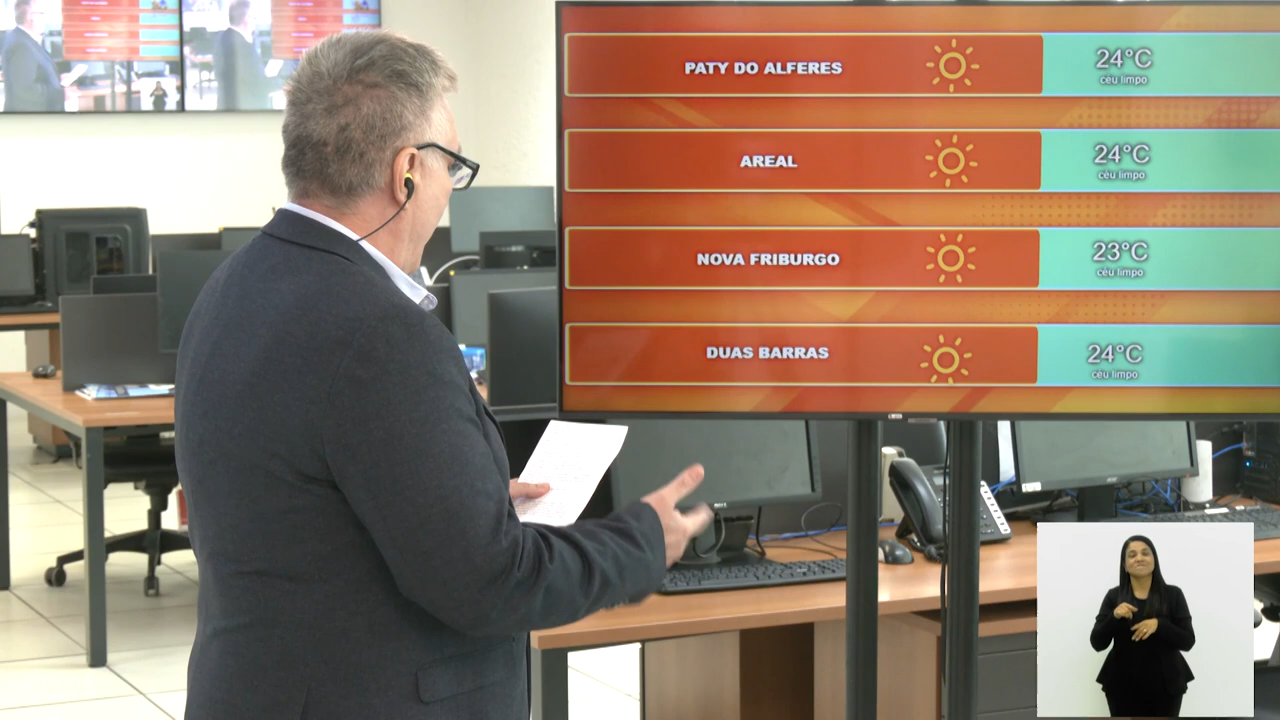 PATY DO ALFERES
24°C
céu limpo
AREAL
24°C
céu limpo
NOVA FRIBURGO
23°C
céu limpo
DUAS BARRAS
24°C
céu limpo